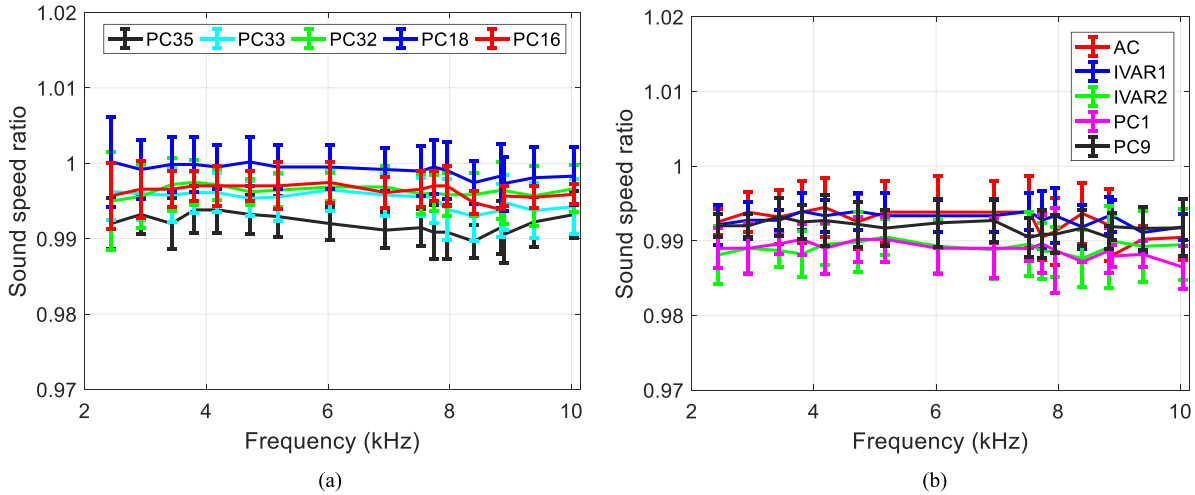 1.02
1.01
1
0.99
0.98
0.97
Sound speed ratio
PC35 PC33 PC32 PC18 PC16
2 4 6 8 10
Frequency (kHz)
(a)
1.02
1.01
1
0.99
0.98
0.97
Sound speed ratio
AC
IVAR1
IVAR2
PC1
PC9
2 4 6 8 10
Frequency (kHz)
(b)